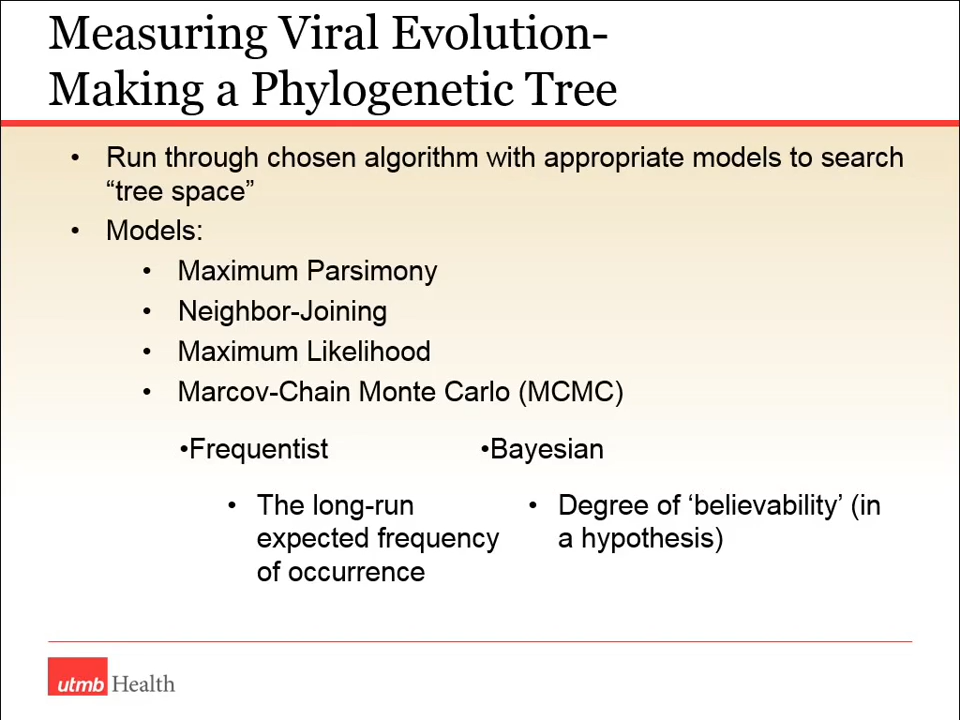 Measuring Viral Evolution-
Making a Phylogenetic Tree
• Run through chosen algorithm with appropriate models to search
“tree space”
• Models:
• Maximum Parsimony
• Neighbor-Joining
• Maximum Likelihood
• Marcov-Chain Monte Carlo (MCMC)
•Frequentist
• The long-run
expected frequency
of occurrence
•Bayesian
• Degree of ‘believability’ (in
a hypothesis)
utmb Health